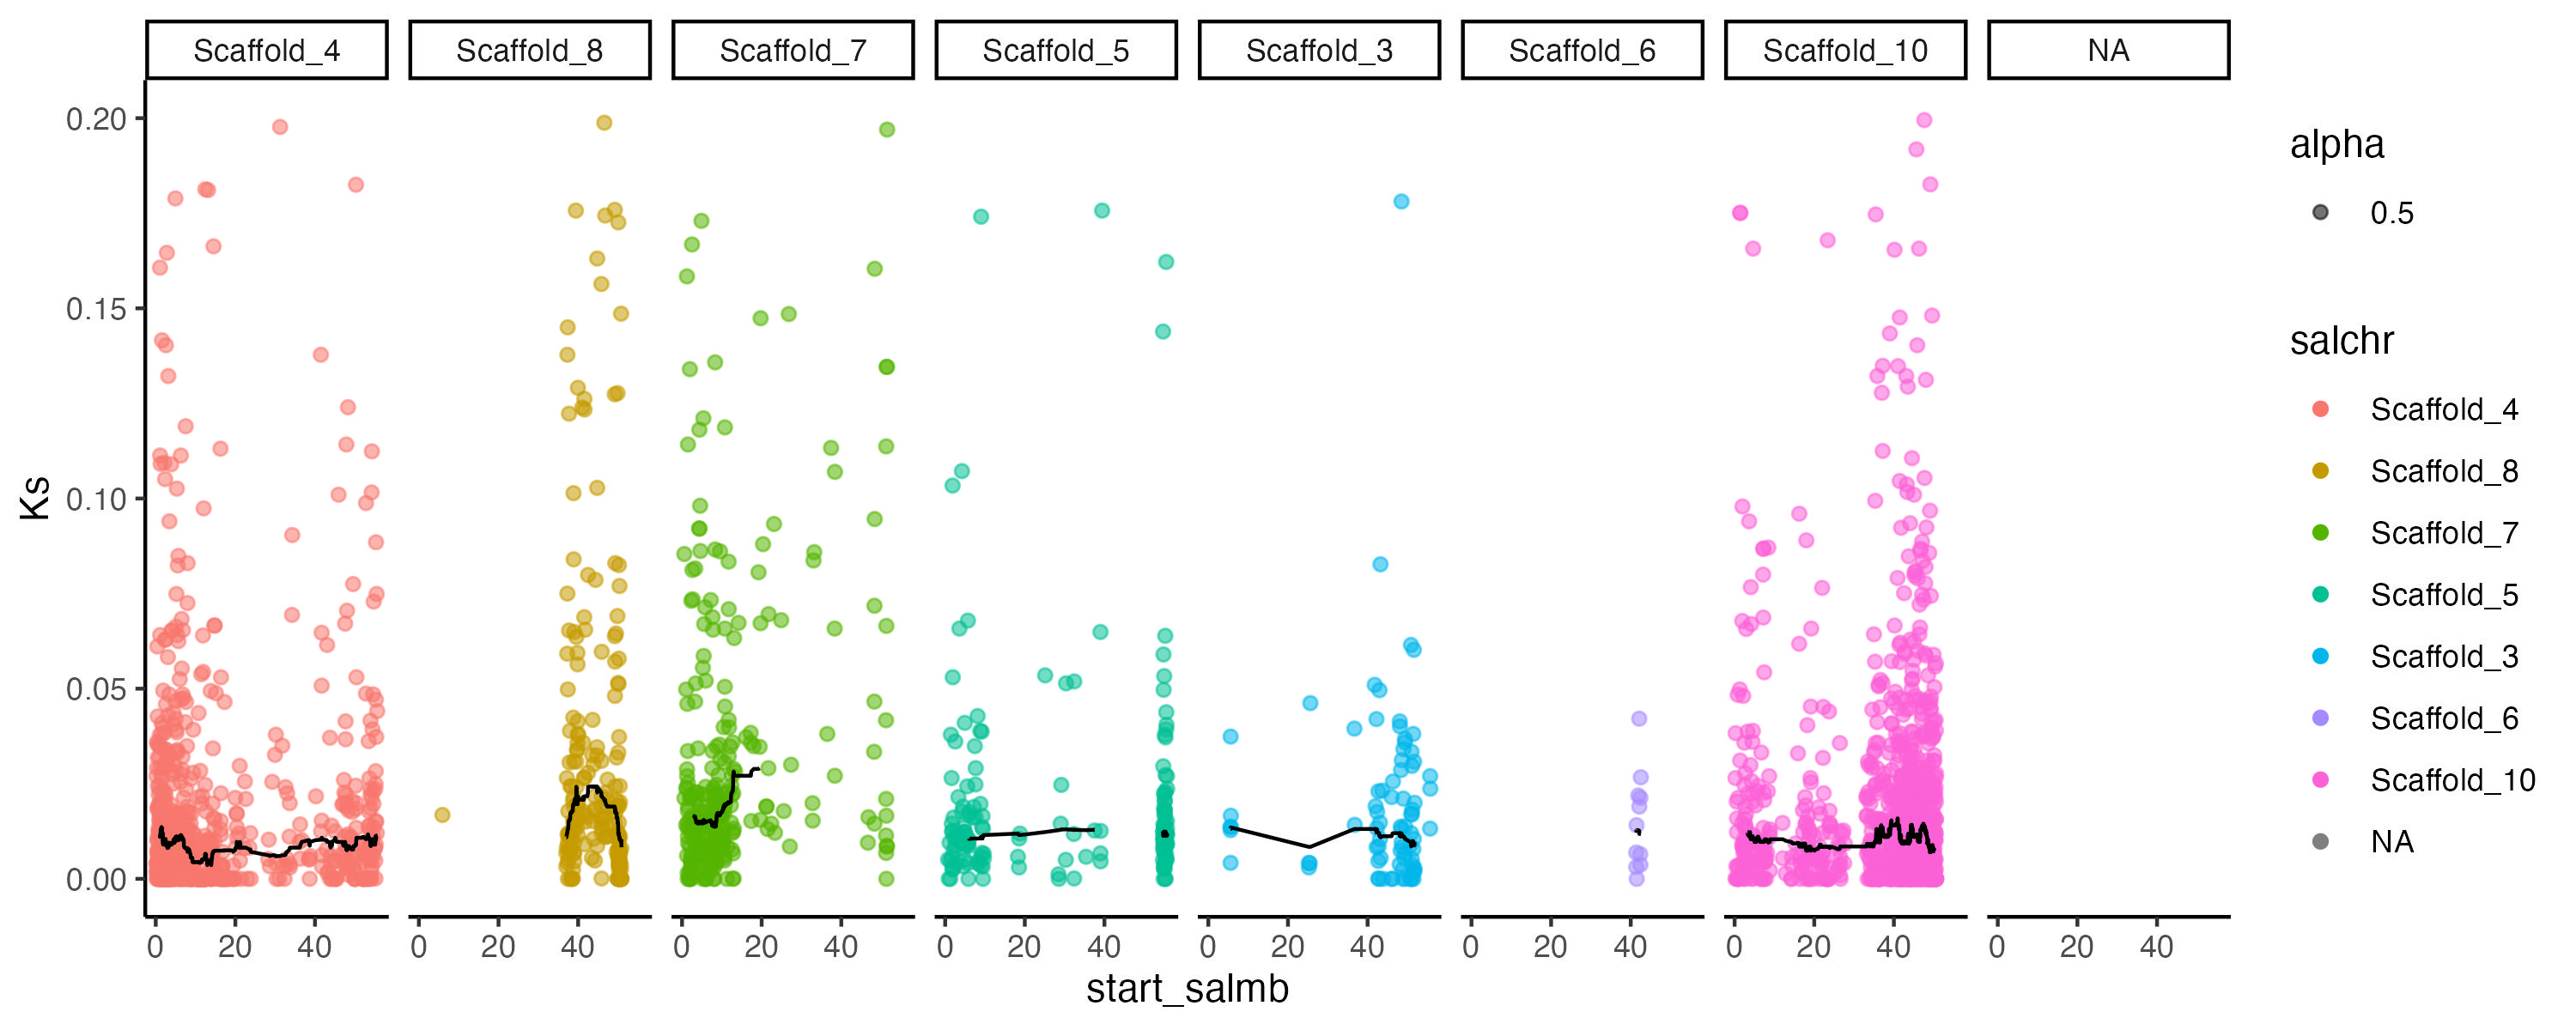 Scaffold_4 Scaffold_8 Scaffold_7 Scaffold_5 Scaffold_3 Scaffold_6 Scaffold_10 NA
0.20
0.15
0.10
0.05
0.00
Ks
0 20 40 0 20 40 0 20 40 0 20 40 0 20 40 0 20 40 0 20 40 0 20 40
start_salmb
alpha
0.5
salchr
Scaffold_4
Scaffold_8
Scaffold_7
Scaffold_5
Scaffold_3
Scaffold_6
Scaffold_10
NA